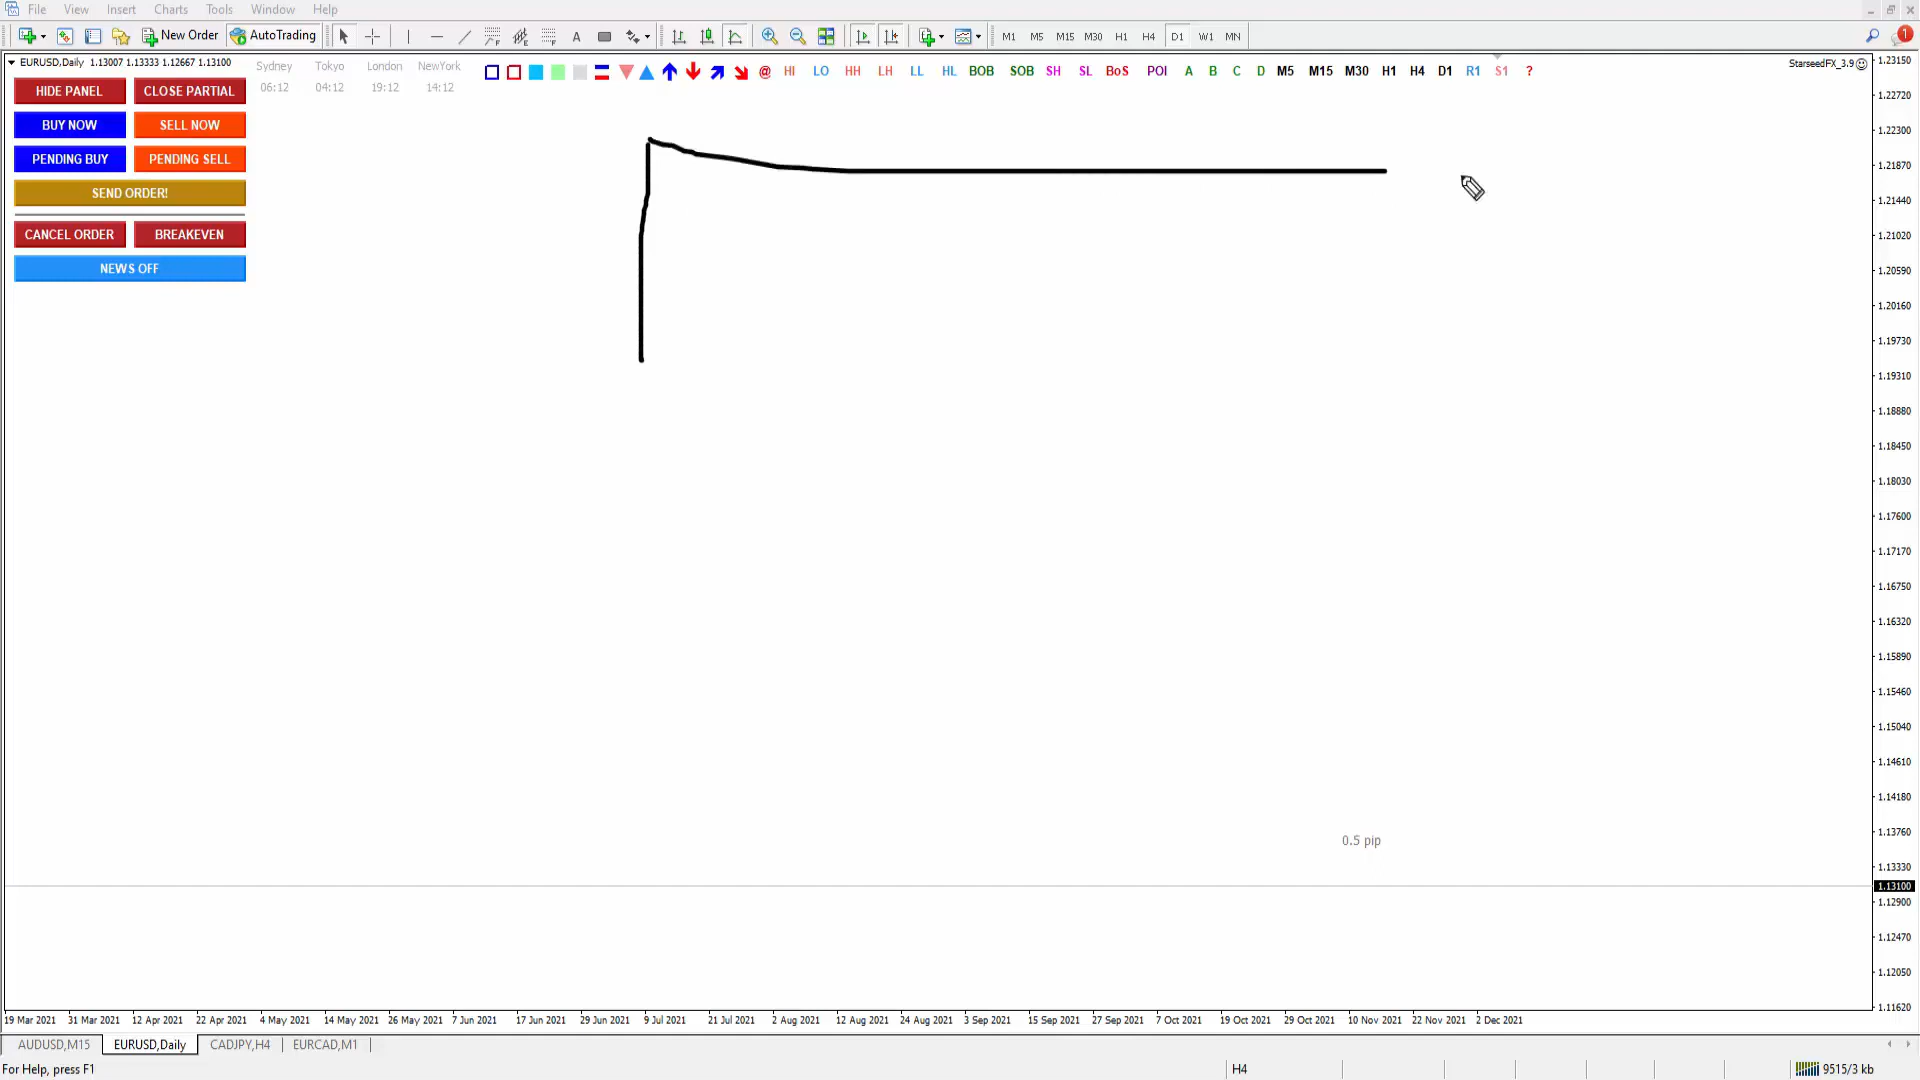 File View Insert Charts Tools Window Help
New Order AutoTrading M1 M5 M15 M30 H1 H4 D1 W1 MN 1
EURUSD,Daily 1.13007 1.13333 1.12667 1.13100 Sydney Tokyo London NewYork
06:12 04:12 19:12 14:12
@ HI LO HH LH LL HL BOB SOB SH SL BoS POI A B C D M5 M15 M30 H1 H4 D1 R1 S1 ?
StarseedFX_3.9
HIDE PANEL CLOSE PARTIAL
BUY NOW SELL NOW
PENDING BUY PENDING SELL
SEND ORDER!
CANCEL ORDER BREAKEVEN
NEWS OFF
1.23150
1.22720
1.22300
1.21870
1.21440
1.21020
1.20590
1.20160
1.19730
1.19310
1.18880
1.18450
1.18030
1.17600
1.17170
1.16750
1.16320
1.15890
1.15460
1.15040
1.14610
1.14180
1.13760
0.5 pip
1.13330
1.13100
1.12900
1.12470
1.12050
1.11620
19 Mar 2021 31 Mar 2021 12 Apr 2021 22 Apr 2021 4 May 2021 14 May 2021 26 May 2021 7 Jun 2021 17 Jun 2021 29 Jun 2021 9 Jul 2021 21 Jul 2021 2 Aug 2021 12 Aug 2021 24 Aug 2021 3 Sep 2021 15 Sep 2021 27 Sep 2021 7 Oct 2021 19 Oct 2021 29 Oct 2021 10 Nov 2021 22 Nov 2021 2 Dec 2021
AUDUSD,M15 EURUSD,Daily CADJPY,H4 EURCAD,M1
For Help, press F1 H4 9515/3 kb